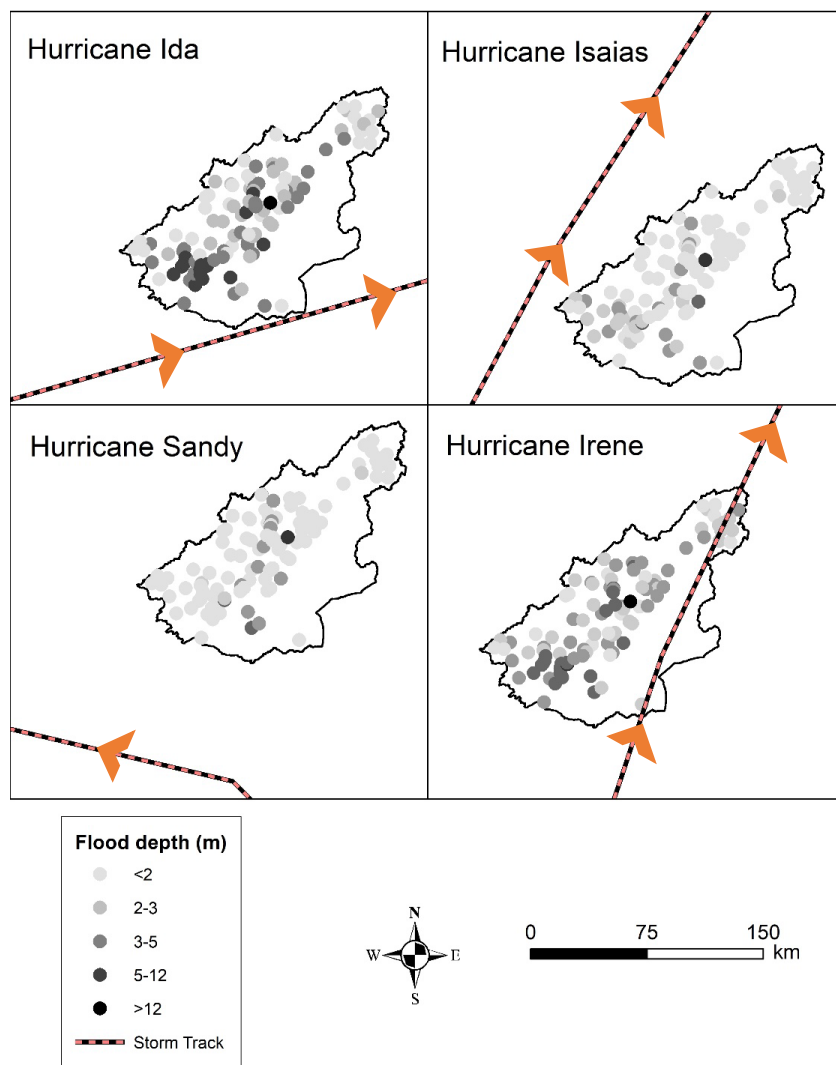 Hurricane Ida
Hurricane Isaias
Hurricane Sandy
Hurricane Irene
Flood depth (m)
<2
2-3
3-5
5-12
>12
Storm Track
N
W E
S
0 75 150
km